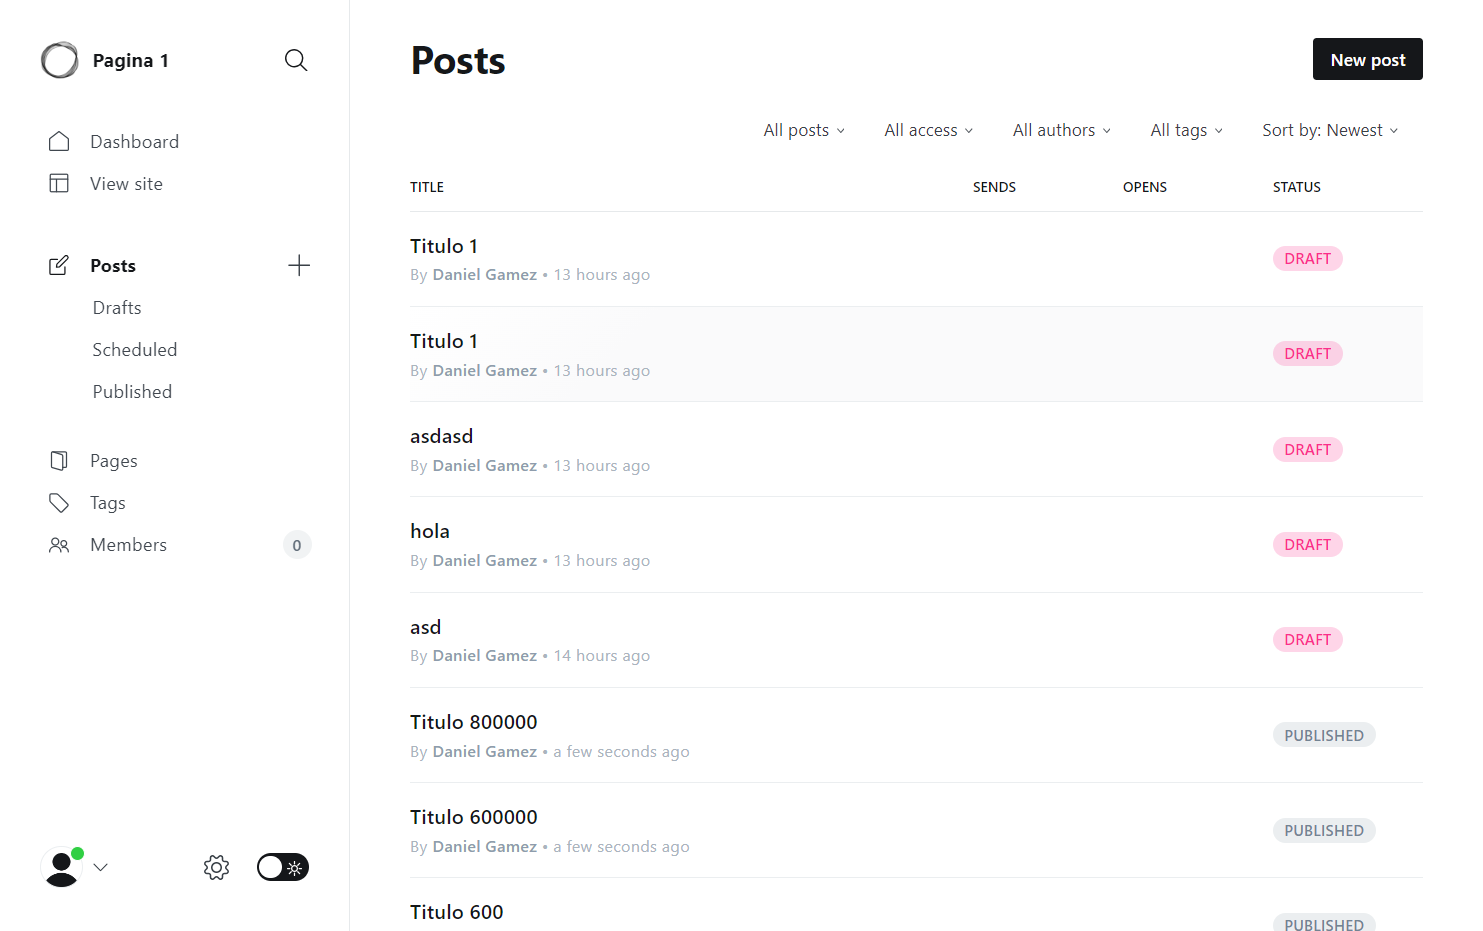 Pagina 1
Dashboard
View site
Posts
Drafts
Scheduled
Published
Pages
Tags
Members 0
Posts
New post
All posts All access All authors All tags Sort by: Newest
TITLE SENDS OPENS STATUS
Titulo 1
By Daniel Gamez • 13 hours ago
DRAFT
Titulo 1
By Daniel Gamez • 13 hours ago
DRAFT
asdasd
By Daniel Gamez • 13 hours ago
DRAFT
hola
By Daniel Gamez • 13 hours ago
DRAFT
asd
By Daniel Gamez • 14 hours ago
DRAFT
Titulo 800000
By Daniel Gamez • a few seconds ago
PUBLISHED
Titulo 600000
By Daniel Gamez • a few seconds ago
PUBLISHED
Titulo 600
PUBLISHED